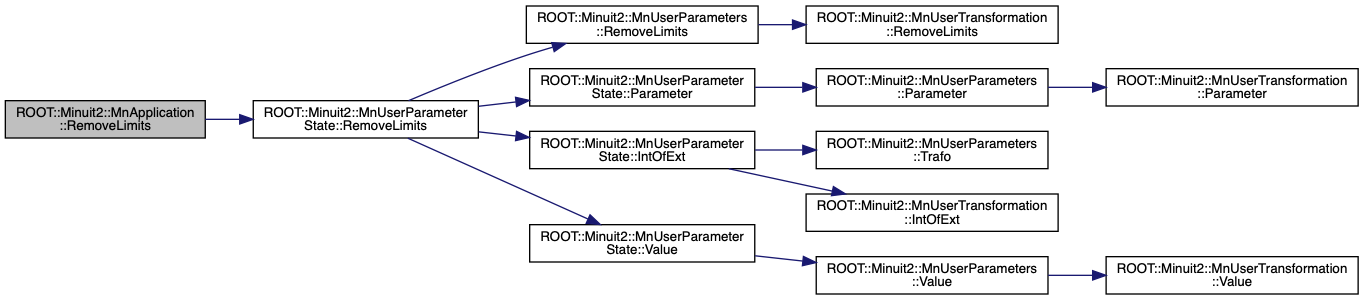 ROOT::Minuit2::MnApplication
::RemoveLimits
ROOT::Minuit2::MnUserParameter
State::RemoveLimits
ROOT::Minuit2::MnUserParameters
::RemoveLimits
ROOT::Minuit2::MnUserTransformation
::RemoveLimits
ROOT::Minuit2::MnUserParameter
State::Parameter
ROOT::Minuit2::MnUserParameters
::Parameter
ROOT::Minuit2::MnUserTransformation
::Parameter
ROOT::Minuit2::MnUserParameter
State::IntOfExt
ROOT::Minuit2::MnUserParameters
::Trafo
ROOT::Minuit2::MnUserTransformation
::IntOfExt
ROOT::Minuit2::MnUserParameter
State::Value
ROOT::Minuit2::MnUserParameters
::Value
ROOT::Minuit2::MnUserTransformation
::Value